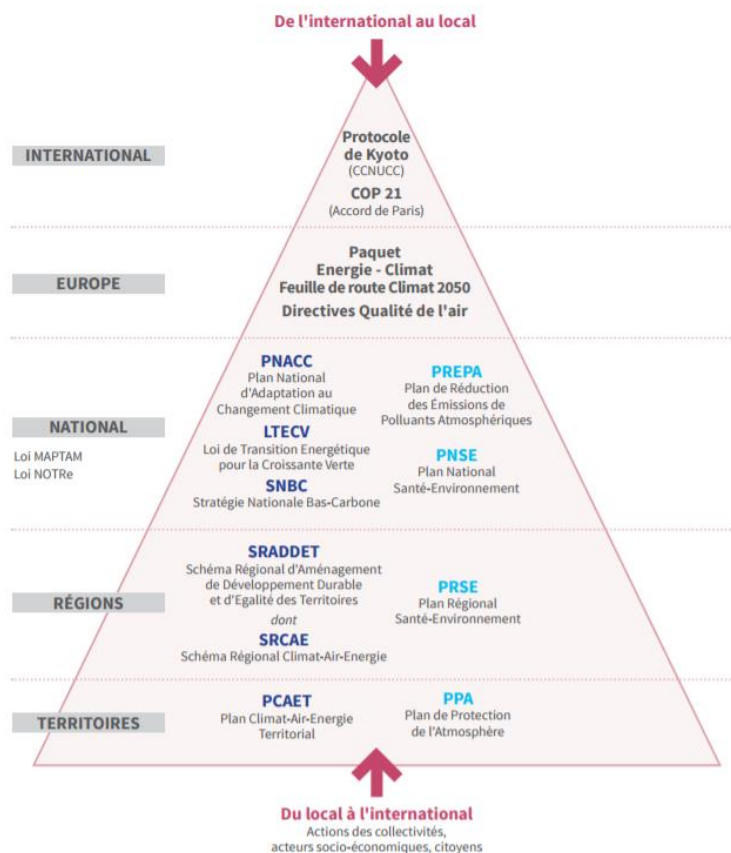 De l'international au local
INTERNATIONAL
Protocole
de Kyoto
(CCNUCC)
COP 21
(Accord de Paris)
EUROPE
Paquet
Energie - Climat
Feuille de route Climat 2050
Directives Qualité de l'air
NATIONAL
Loi MAPTAM
Loi NOTRe
PNACC
Plan National
d'Adaptation au
Changement Climatique
LTECV
Loi de Transition Energétique
pour la Croissante Verte
SNBC
Stratégie Nationale Bas-Carbone
PREPA
Plan de Réduction
des Émissions de
Polluants Atmosphériques
PNSE
Plan National
Santé-Environnement
RÉGIONS
SRADDET
Schéma Régional d'Aménagement
de Développement Durable
et d'Egalité des Territoires
dont
SRCAE
Schéma Régional Climat-Air-Energie
PRSE
Plan Régional
Santé-Environnement
TERRITOIRES
PCAET
Plan Climat-Air-Energie
Territorial
PPA
Plan de Protection
de l'Atmosphère
Du local à l'international
Actions des collectivités,
acteurs socio-économiques, citoyens